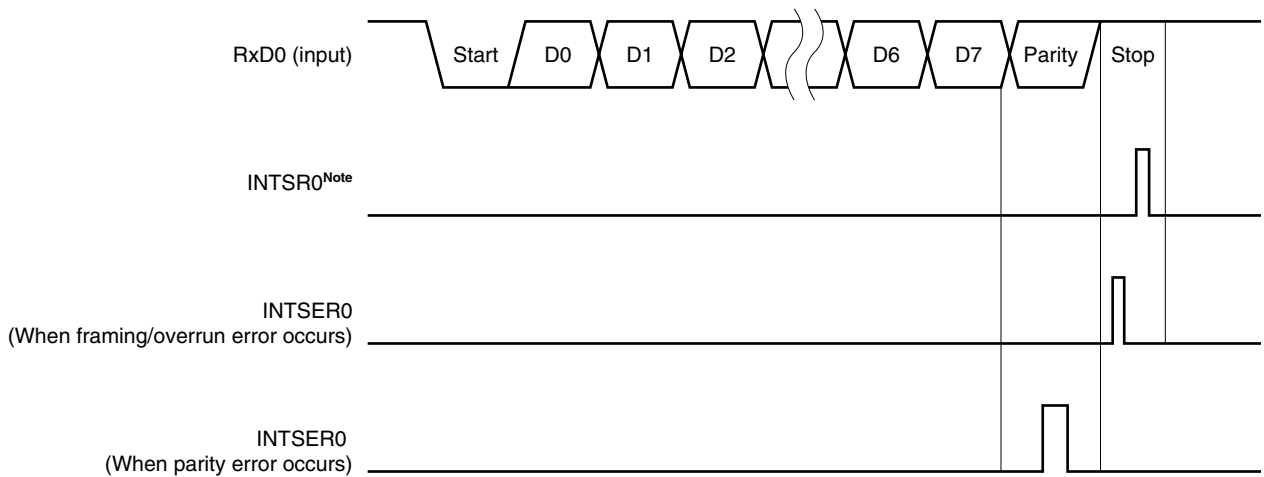 RxD0 (input) Start D0 D1 D2 D6 D7 Parity Stop
INTSR0Note
INTSER0
(When framing/overrun error occurs)
INTSER0
(When parity error occurs)